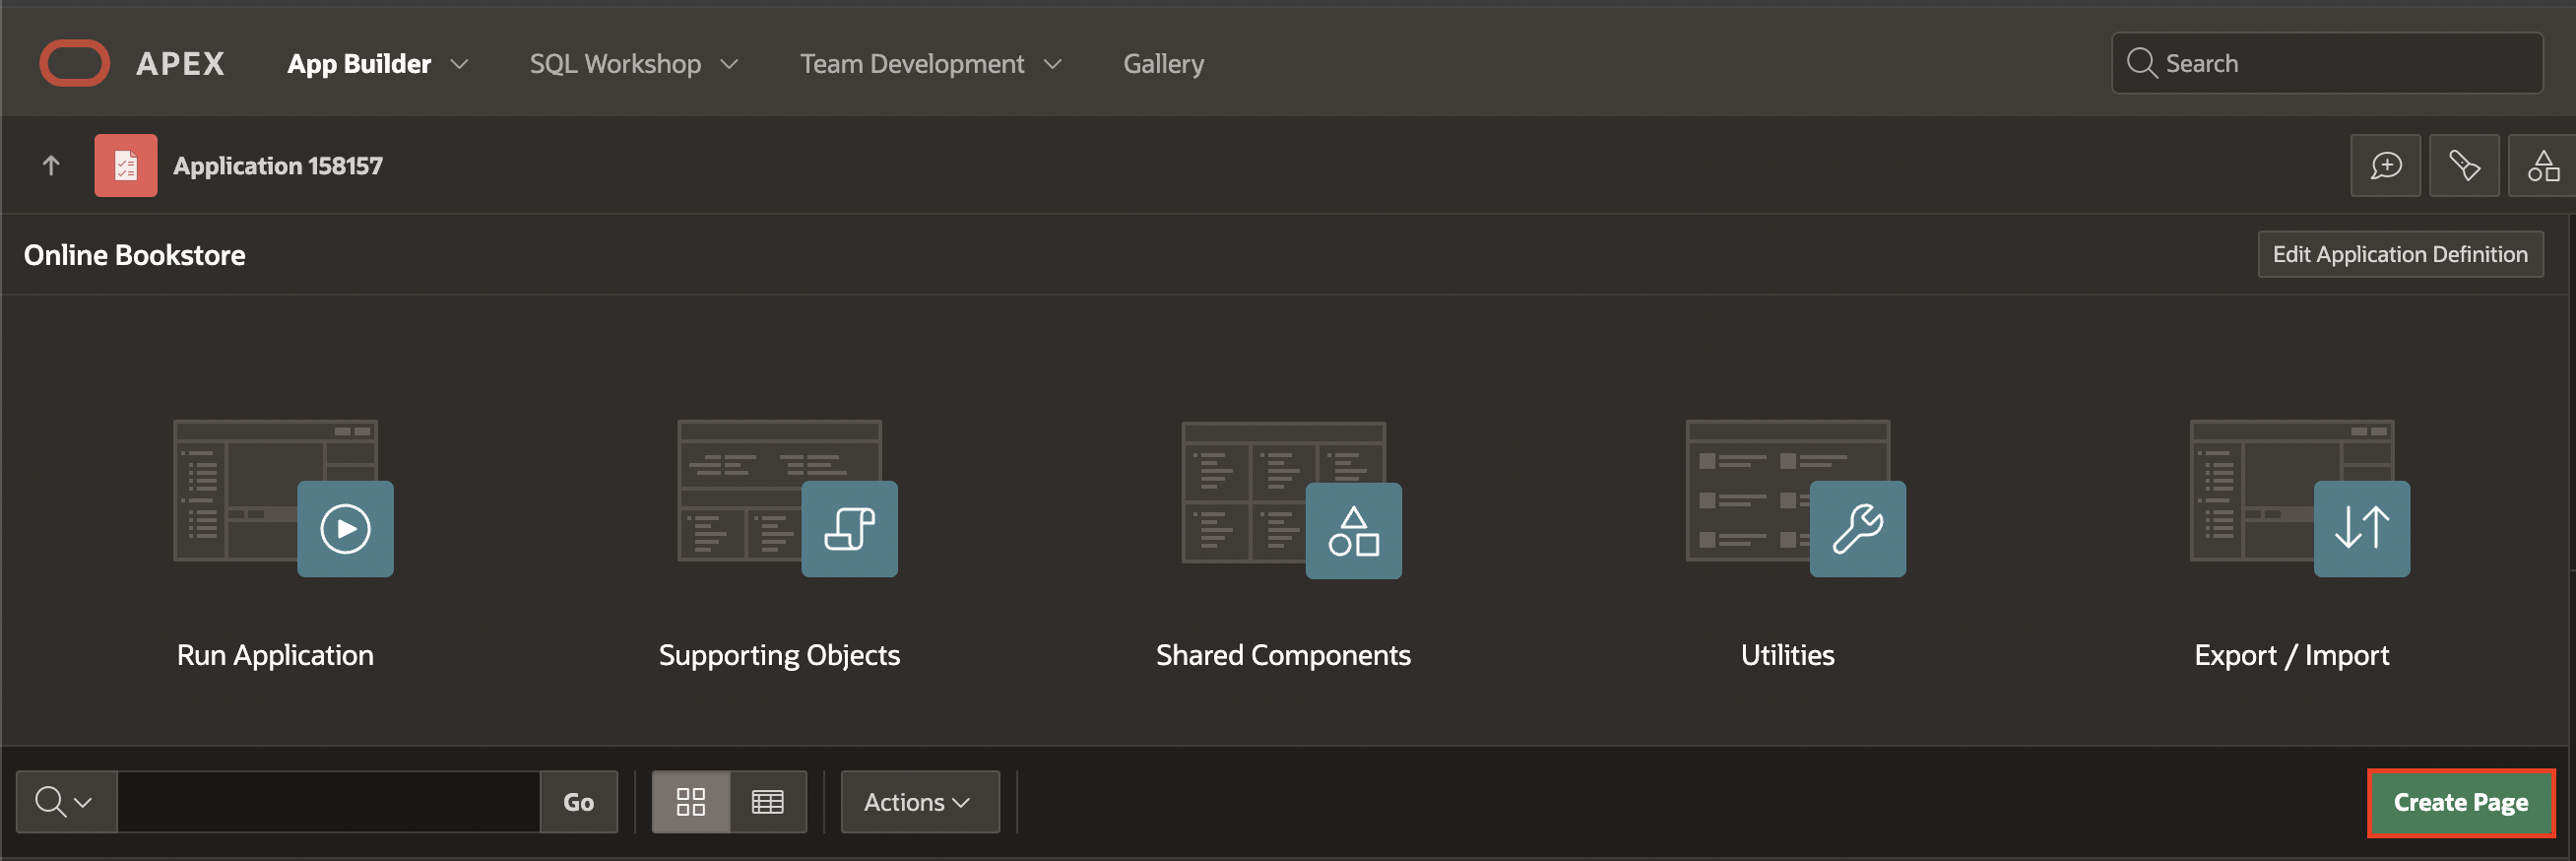 APEX App Builder SQL Workshop Team Development Gallery Search
Application 158157
Online Bookstore Edit Application Definition
Run Application Supporting Objects Shared Components Utilities Export / Import
Go Actions Create Page